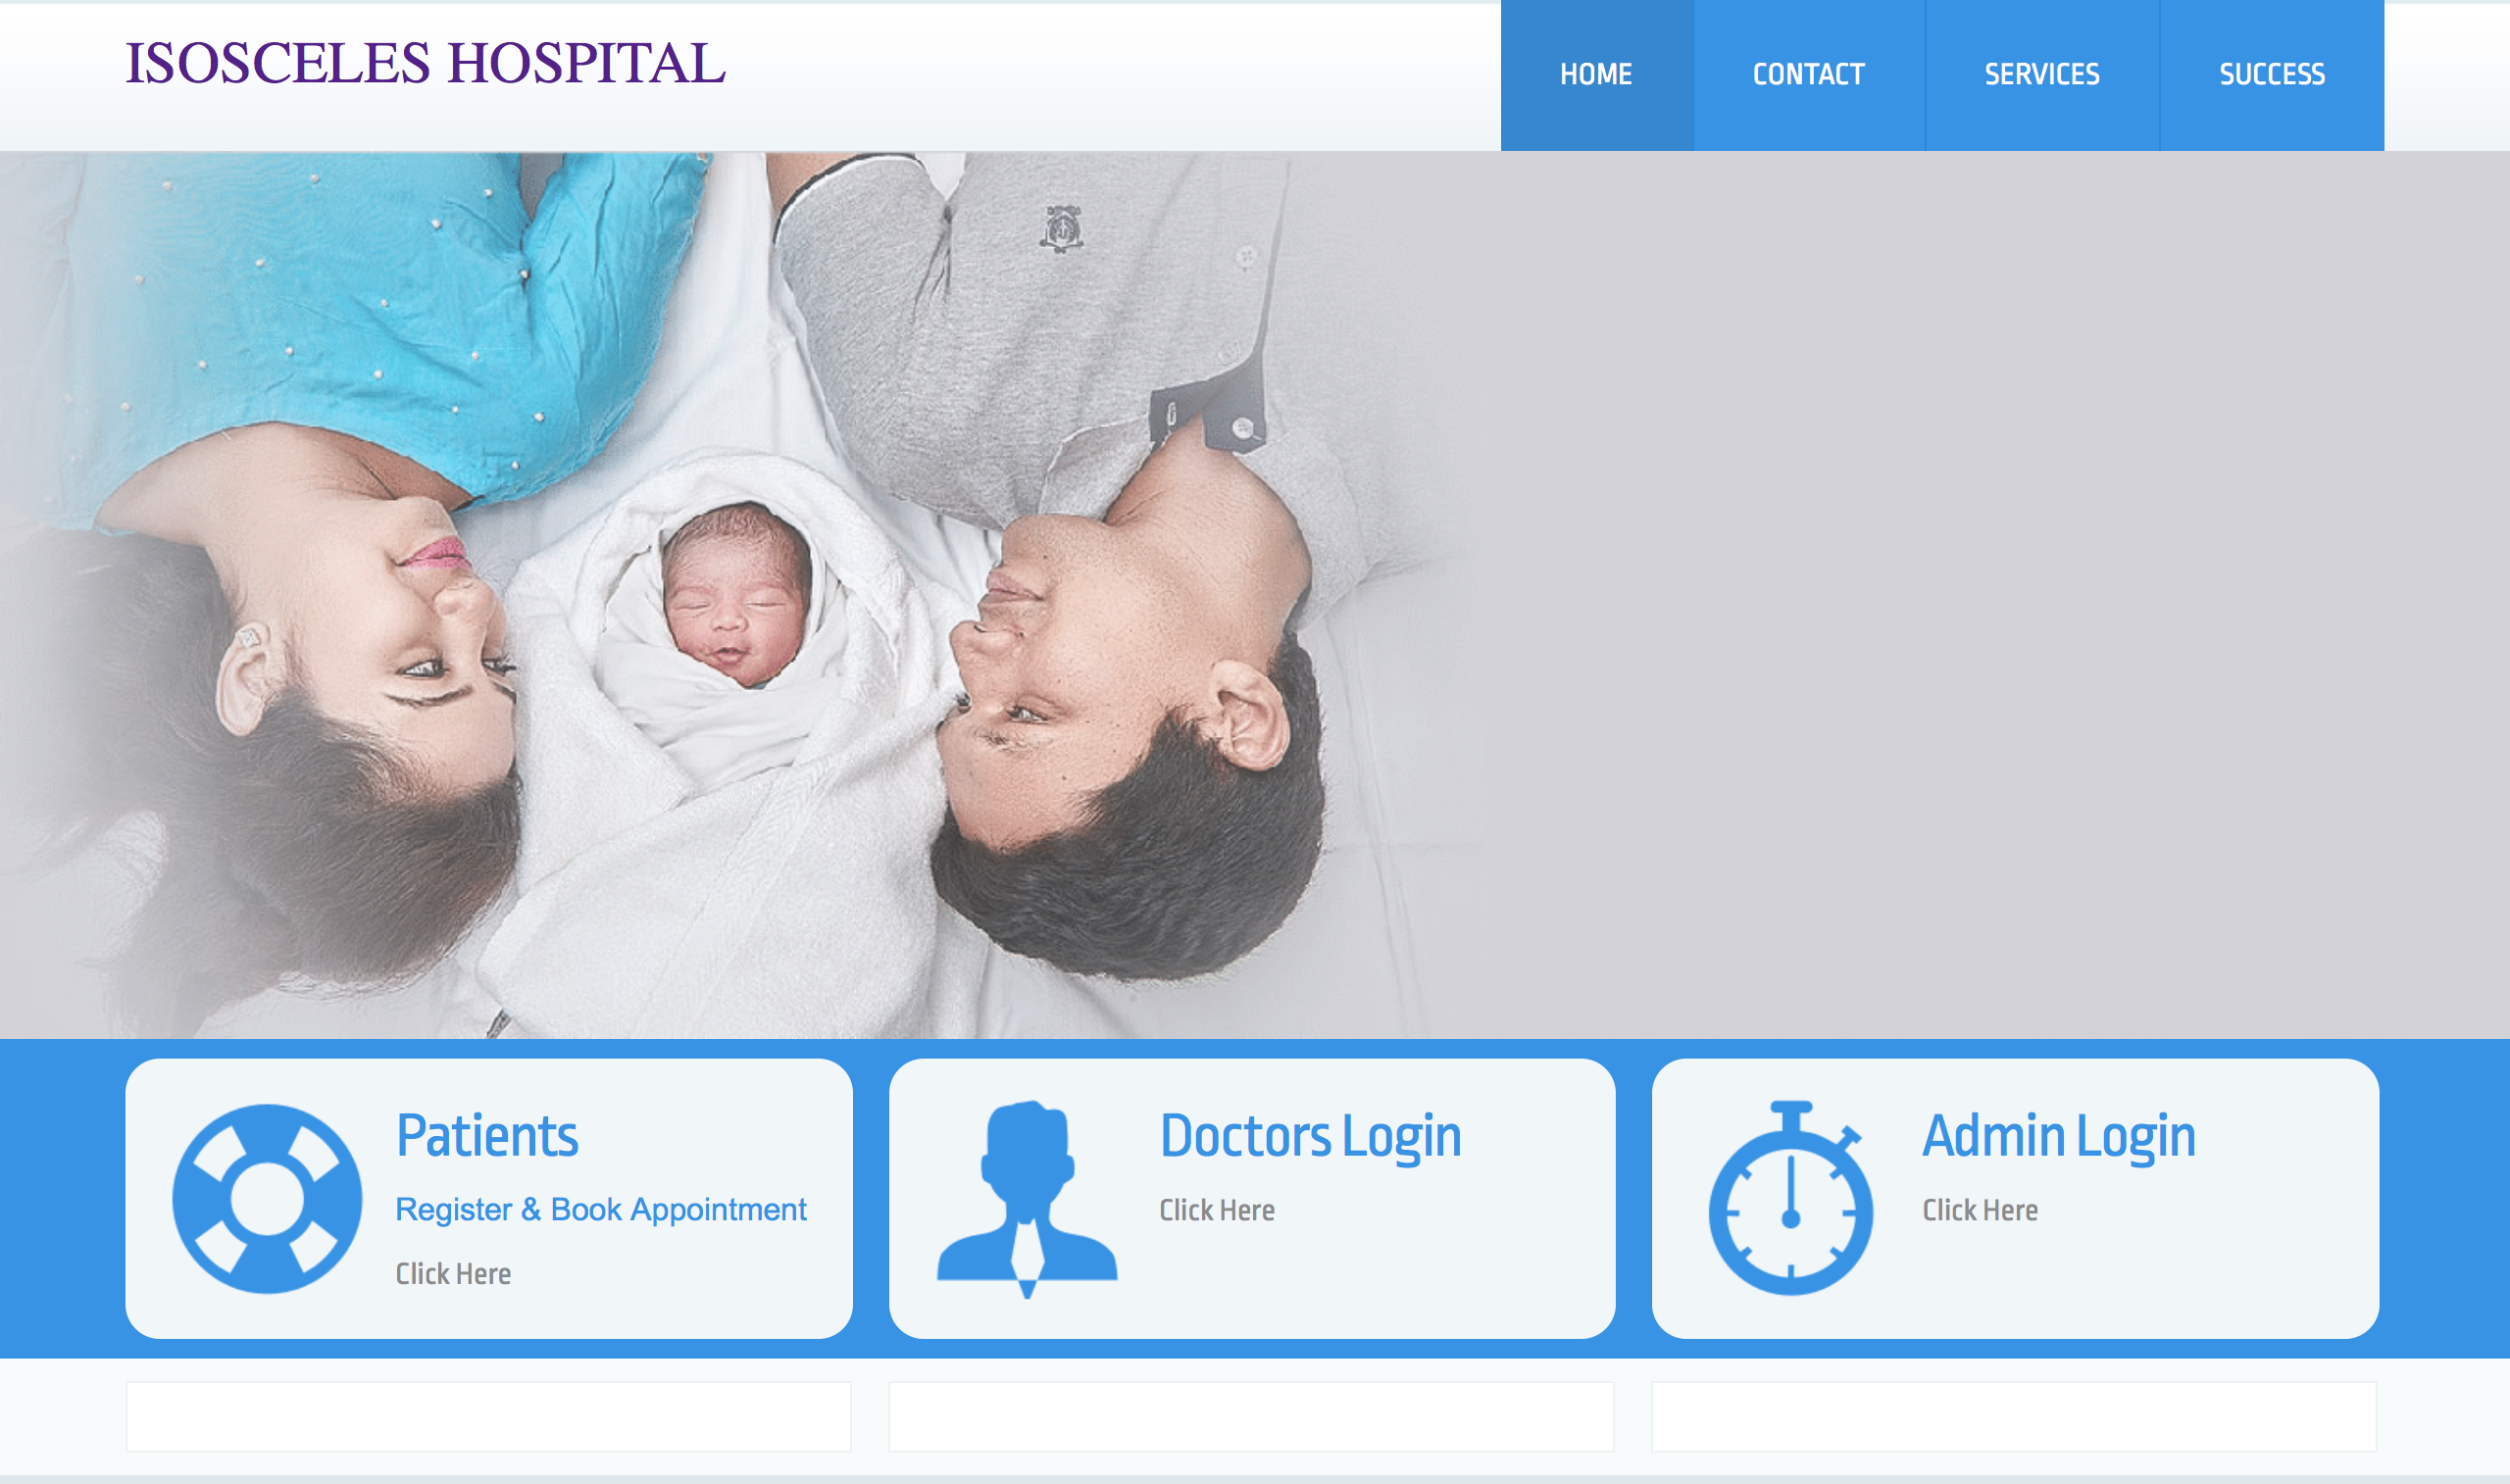 ISOSCELES HOSPITAL
HOME CONTACT SERVICES SUCCESS
Patients
Register & Book Appointment
Click Here
Doctors Login
Click Here
Admin Login
Click Here